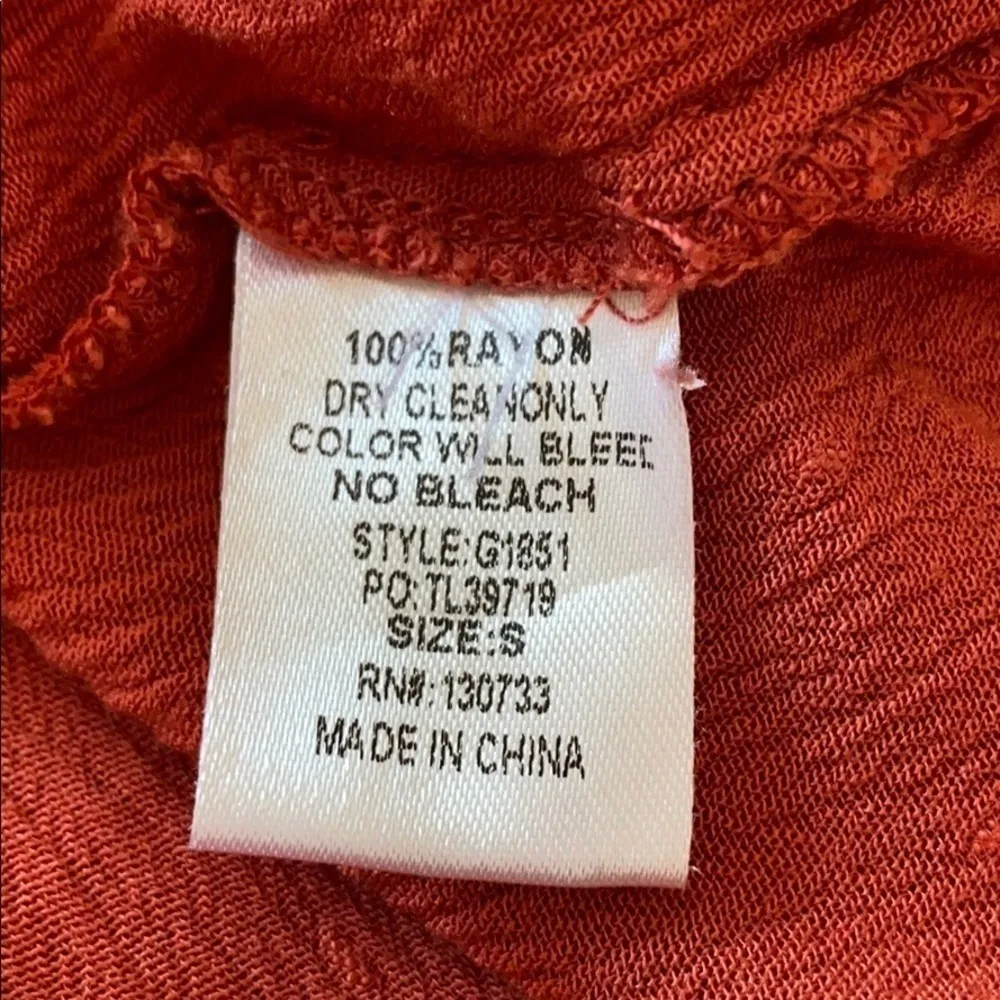 100% RAYON
DRY CLEANONLY
COLOR WILL BLEED
NO BLEACH
STYLE:G1851
PO:TL39719
SIZE:S
RN#:130733
MADE IN CHINA